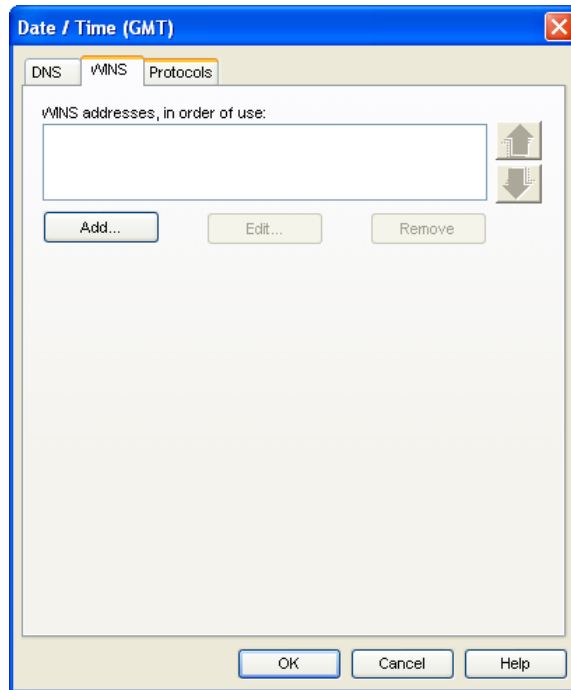 Date / Time (GMT)
DNS WINS Protocols
WINS addresses, in order of use:
Add... Edit... Remove
OK Cancel Help